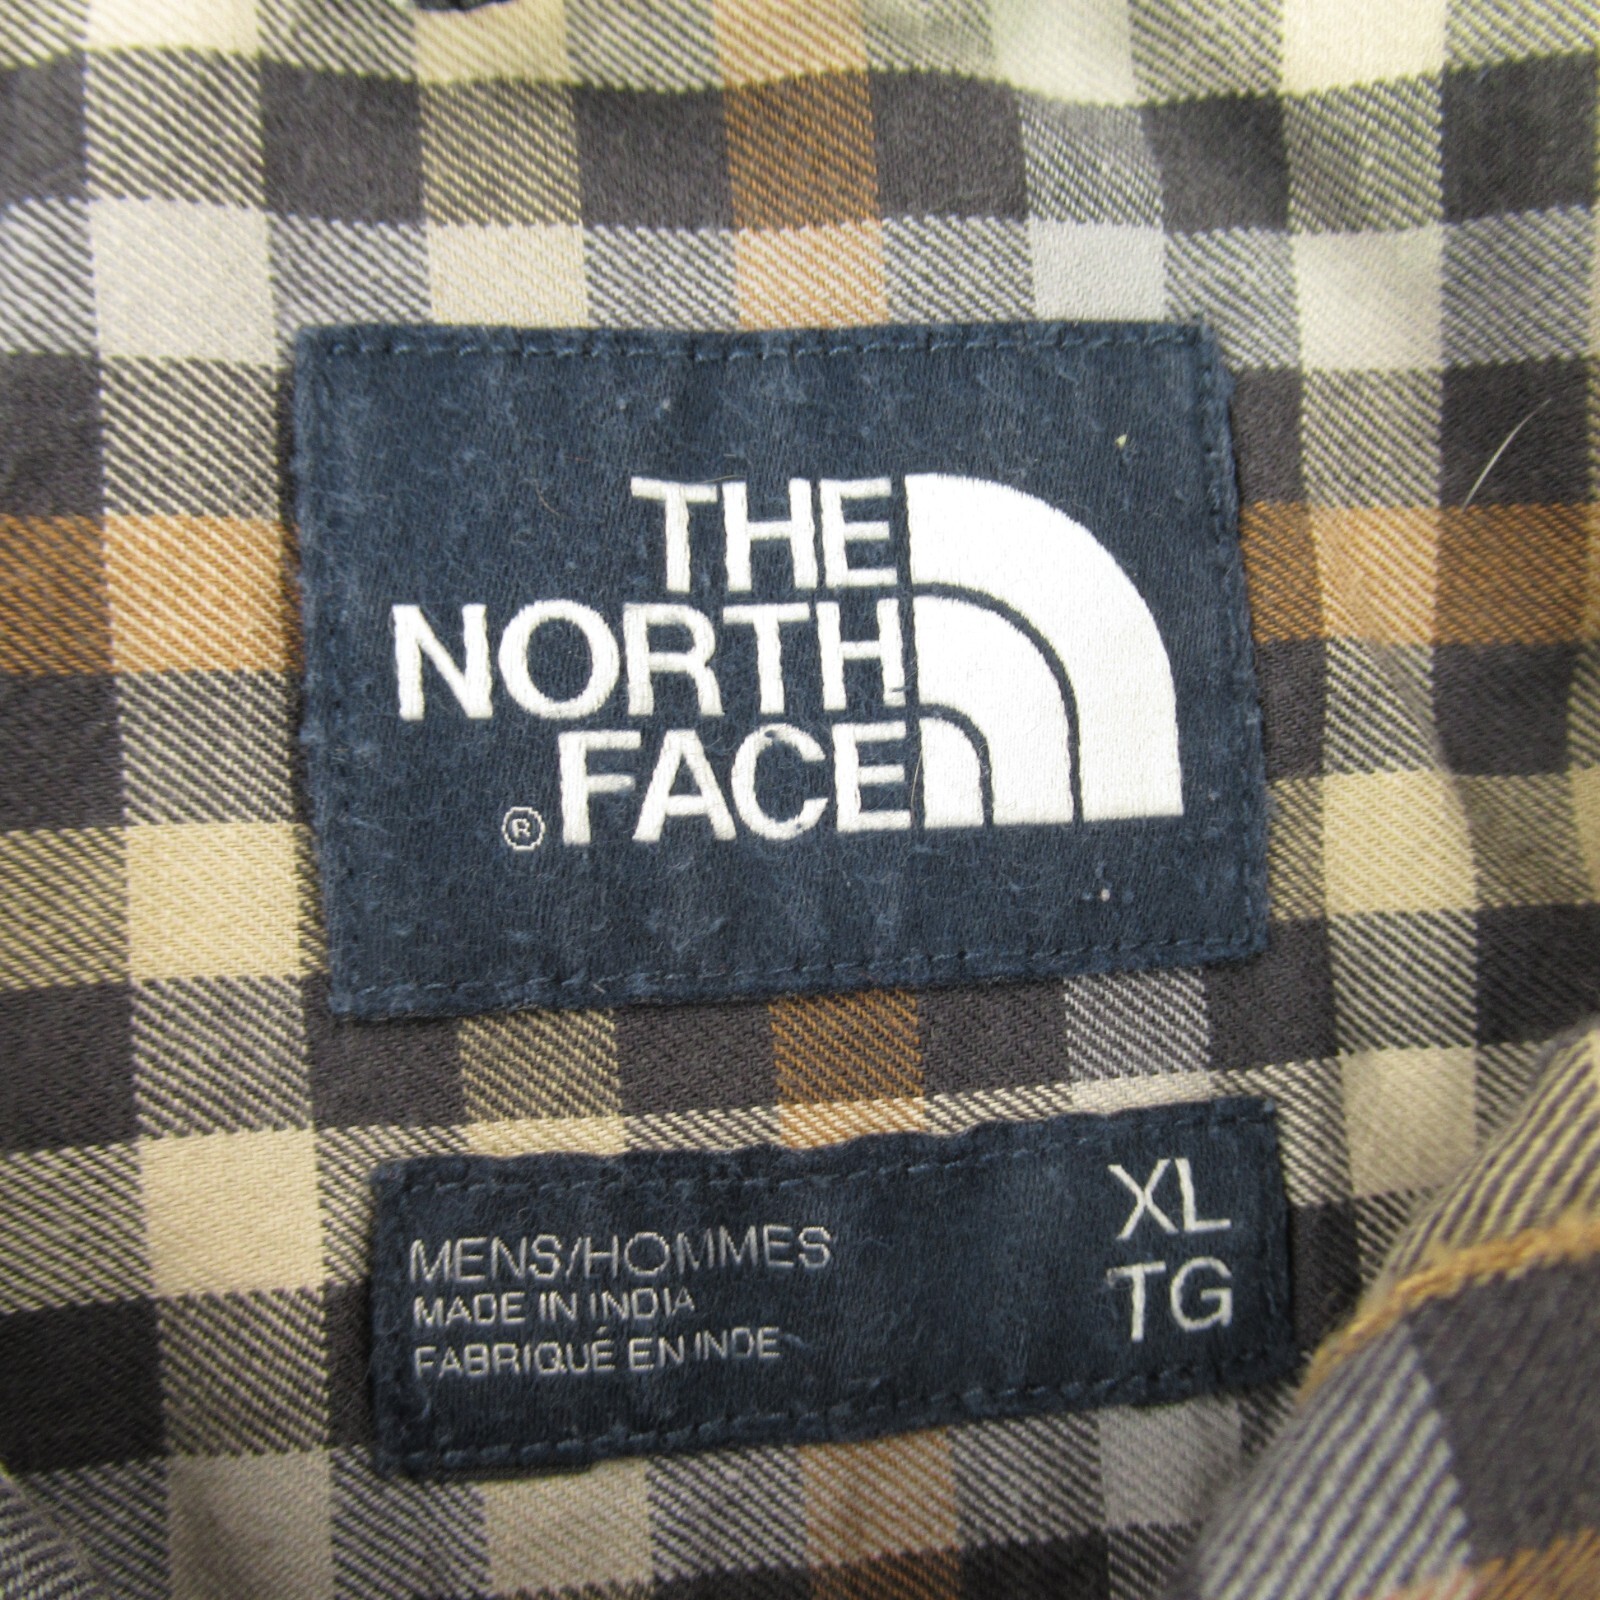 THE
NORTH
® FACE
XL
MENS/HOMMES
MADE IN INDIA
TG
FABRIQUÉ EN INDE